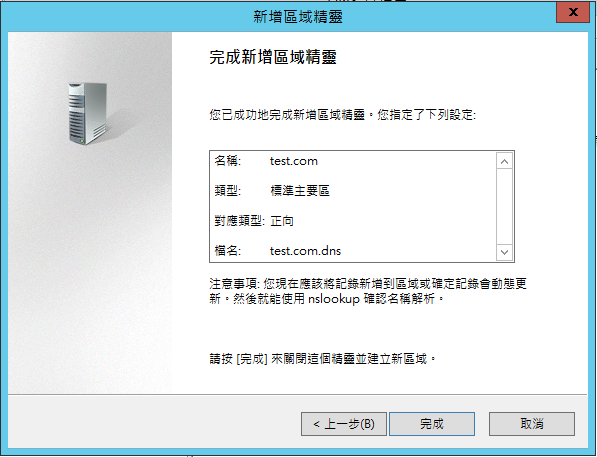 新增區域精靈
x
完成新增區域精靈
您已成功地完成新增區域精靈。您指定了下列設定:
名稱: test.com
類型: 標準主要區
對應類型: 正向
檔名: test.com.dns
注意事項: 您現在應該將記錄新增到區域或確定記錄會動態更
新。然後就能使用 nslookup 確認名稱解析。
請按 [完成] 來關閉這個精靈並建立新區域。
< 上一步(B) 完成 取消